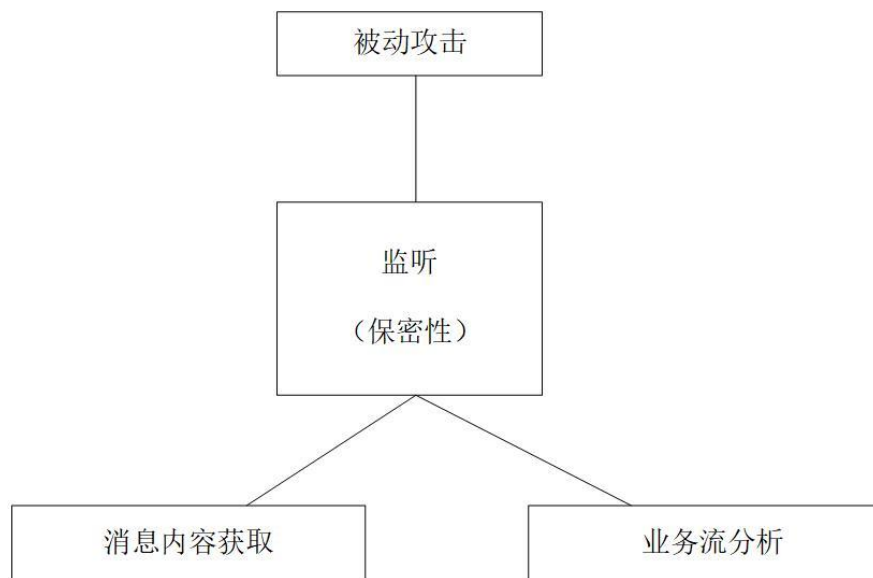 被动攻击
监听
（保密性）
消息内容获取
业务流分析